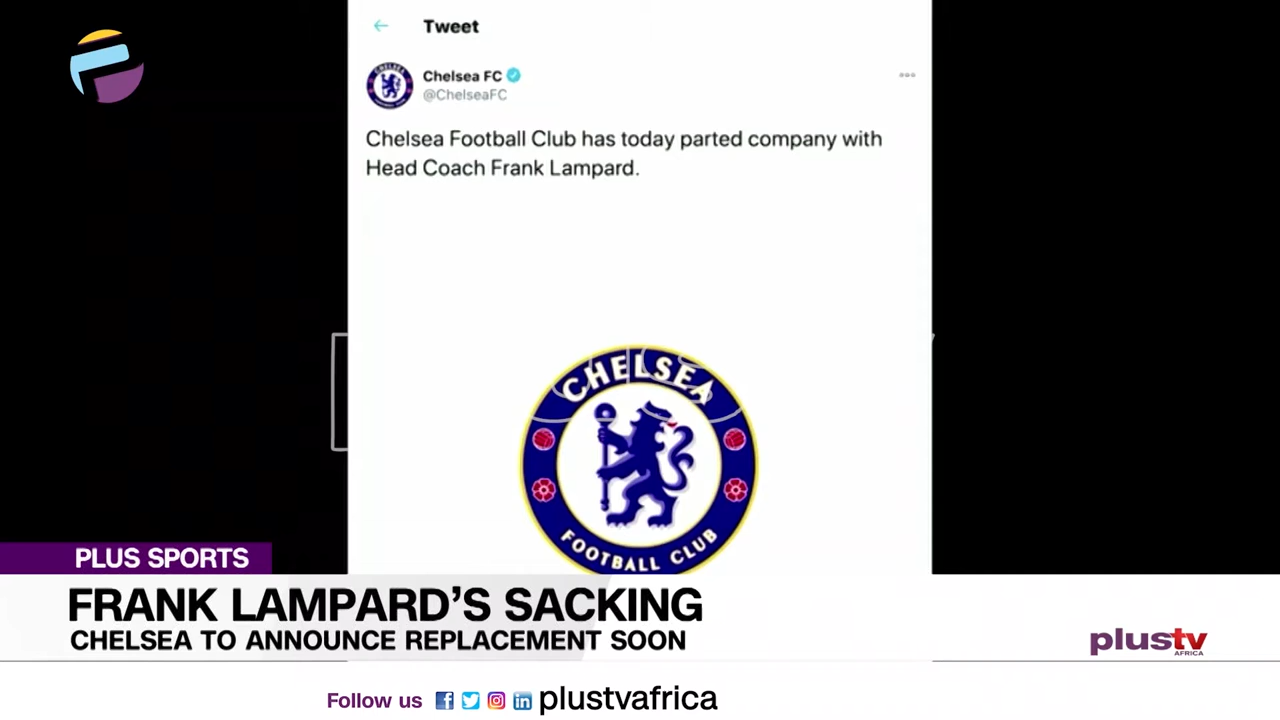 Tweet
Chelsea FC
@ChelseaFC
Chelsea Football Club has today parted company with
Head Coach Frank Lampard.
CHELSEA
FOOTBALL CLUB
PLUS SPORTS
FRANK LAMPARD'S SACKING
CHELSEA TO ANNOUNCE REPLACEMENT SOON
plustv
AFRICA
Follow us plustvafrica